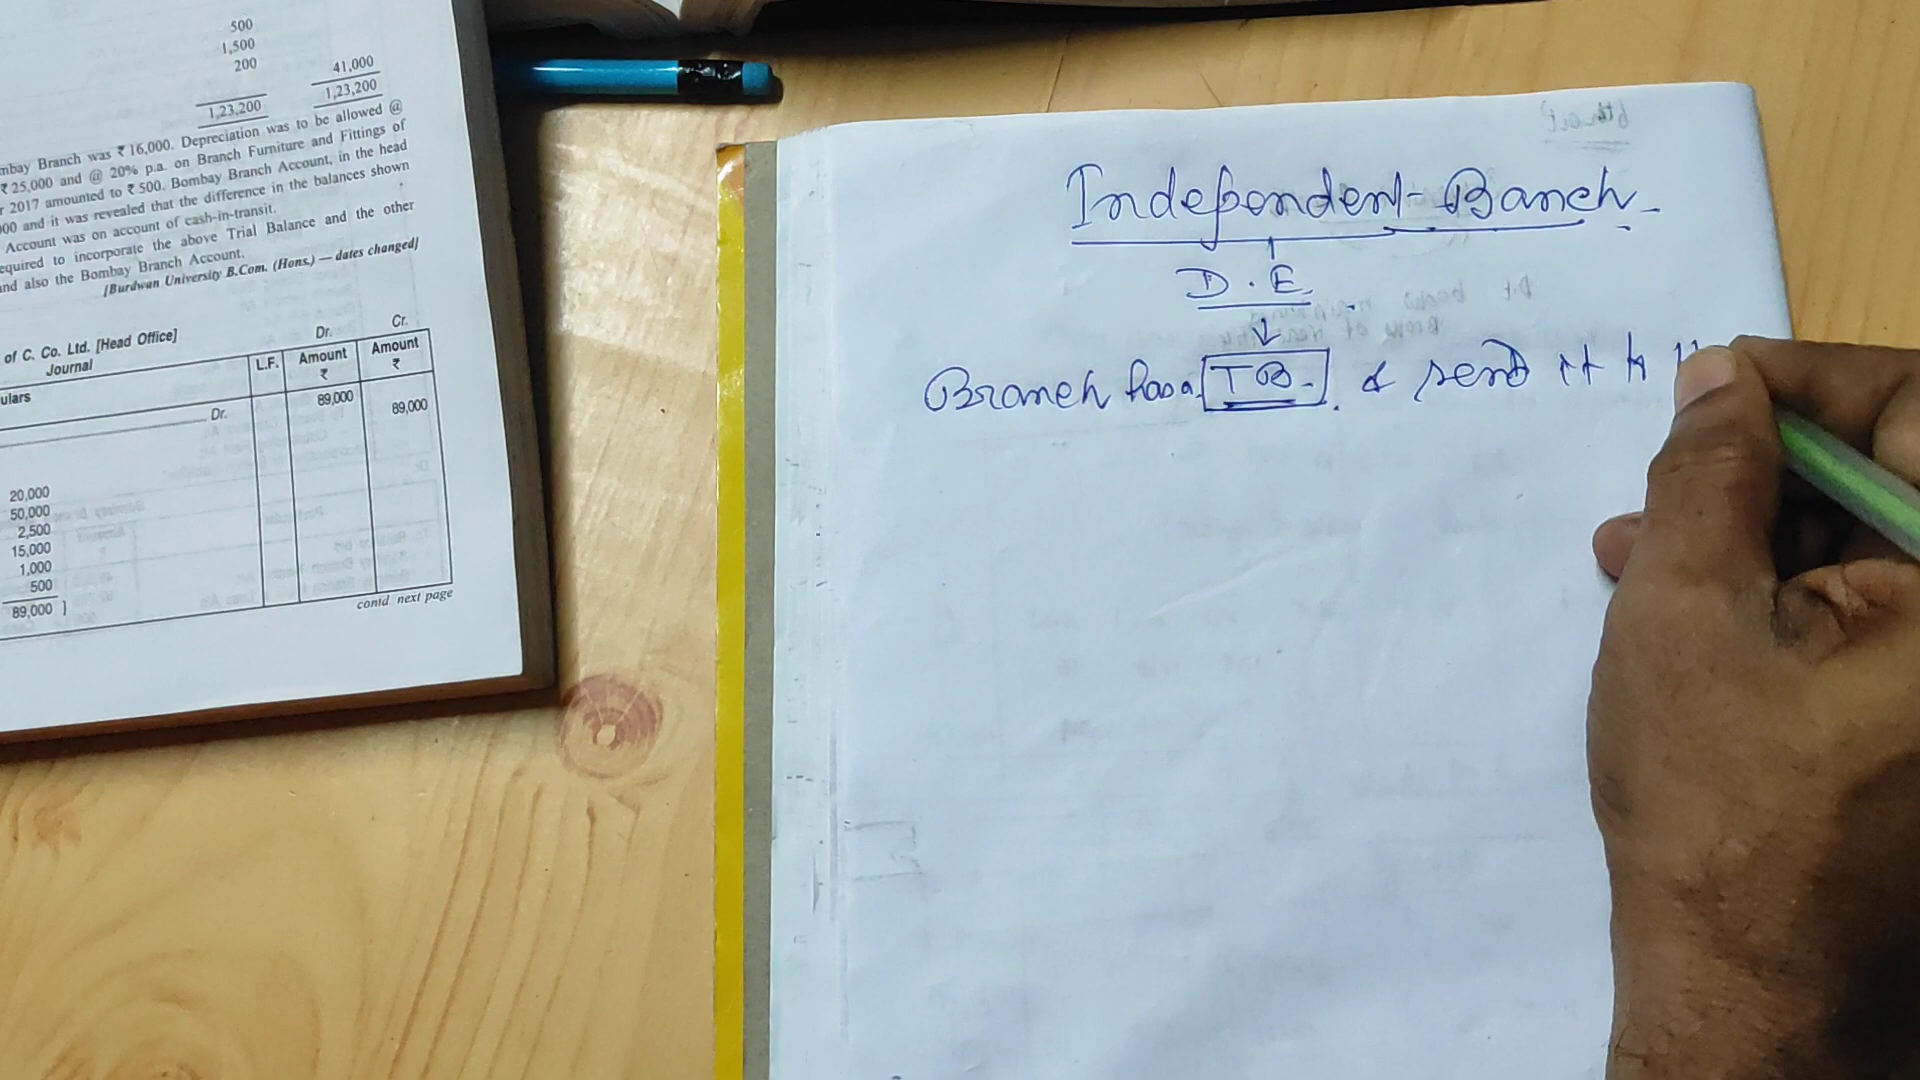 500
1,500
200 41,000
1,23,200 1,23,200
mbay Branch was ₹ 16,000. Depreciation was to be allowed @
₹ 25,000 and @ 20% p.a. on Branch Furniture and Fittings of
r 2017 amounted to ₹ 500. Bombay Branch Account, in the head
000 and it was revealed that the difference in the balances shown
Account was on account of cash-in-transit.
equired to incorporate the above Trial Balance and the other
nd also the Bombay Branch Account.
[Burdwan University B.Com. (Hons.) — dates changed]
of C. Co. Ltd. [Head Office]
Journal
Dr. Cr.
ulars L.F. Amount ₹ Amount ₹
Dr. 89,000 89,000
20,000
50,000
2,500
15,000
1,000
500
89,000 ]
contd. next page
Independent Banch
D.E.
Branch has a T B. & send it to